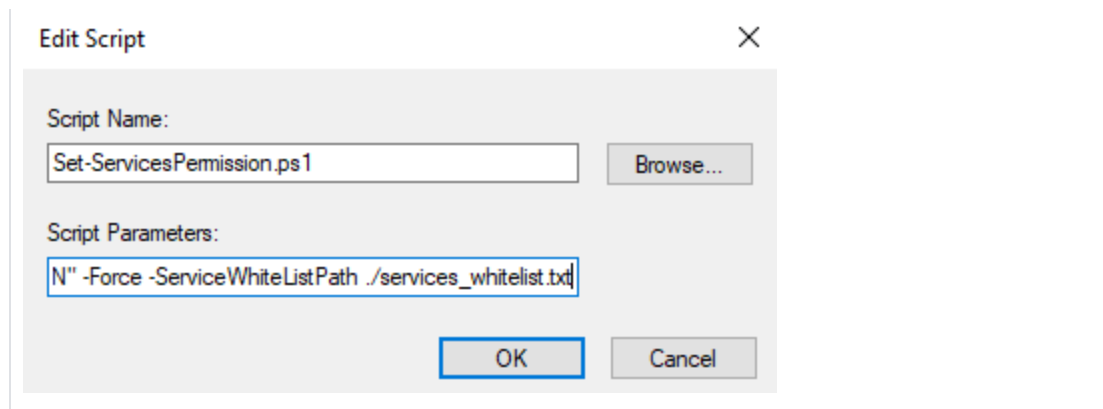 Edit Script
Script Name:
Set-ServicesPermission.ps1
Browse...
Script Parameters:
N" -Force -ServiceWhiteListPath ./services_whitelist.txt
OK
Cancel